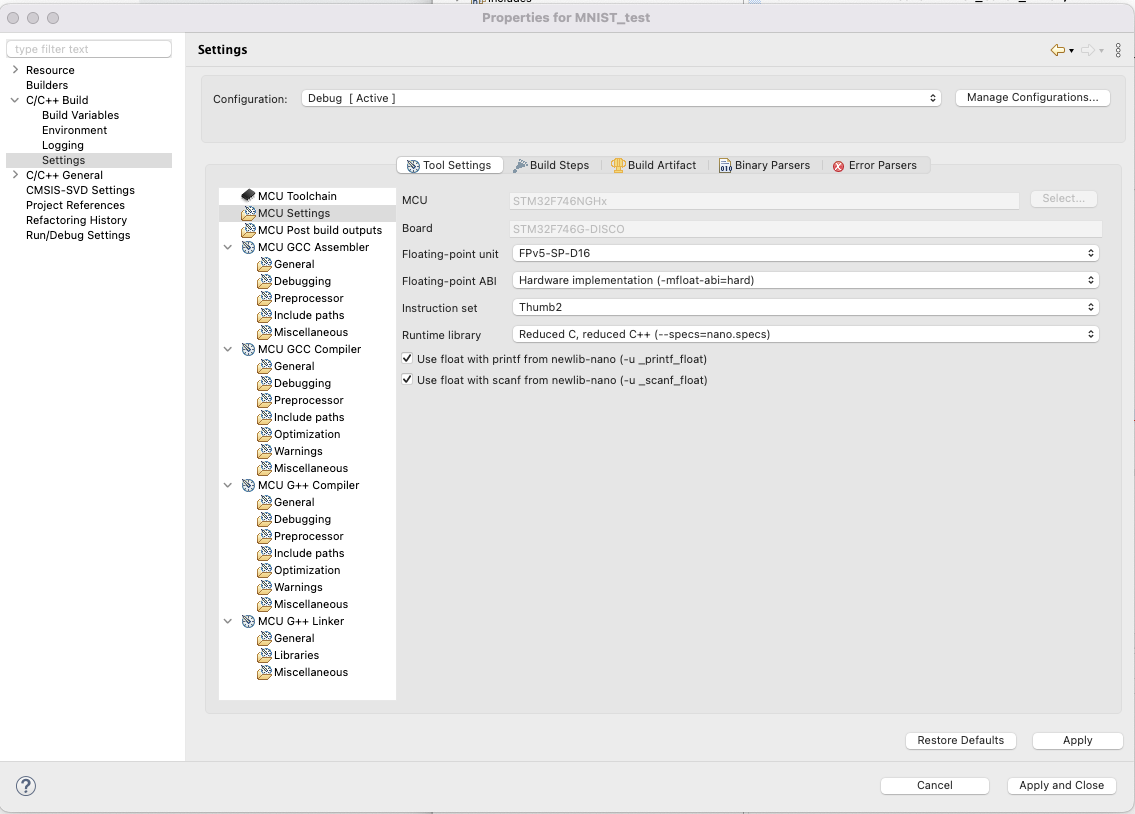 Properties for MNIST_test
type filter text
Resource
Builders
C/C++ Build
Build Variables
Environment
Logging
Settings
C/C++ General
CMSIS-SVD Settings
Project References
Refactoring History
Run/Debug Settings
Settings
Configuration:
Debug [ Active ]
Manage Configurations...
Tool Settings
Build Steps
Build Artifact
Binary Parsers
Error Parsers
MCU Toolchain
MCU Settings
MCU Post build outputs
MCU GCC Assembler
General
Debugging
Preprocessor
Include paths
Miscellaneous
MCU GCC Compiler
General
Debugging
Preprocessor
Include paths
Optimization
Warnings
Miscellaneous
MCU G++ Compiler
General
Debugging
Preprocessor
Include paths
Optimization
Warnings
Miscellaneous
MCU G++ Linker
General
Libraries
Miscellaneous
MCU
STM32F746NGHx
Select...
Board
STM32F746G-DISCO
Floating-point unit
FPv5-SP-D16
Floating-point ABI
Hardware implementation (-mfloat-abi=hard)
Instruction set
Thumb2
Runtime library
Reduced C, reduced C++ (--specs=nano.specs)
Use float with printf from newlib-nano (-u _printf_float)
Use float with scanf from newlib-nano (-u _scanf_float)
Restore Defaults
Apply
?
Cancel
Apply and Close